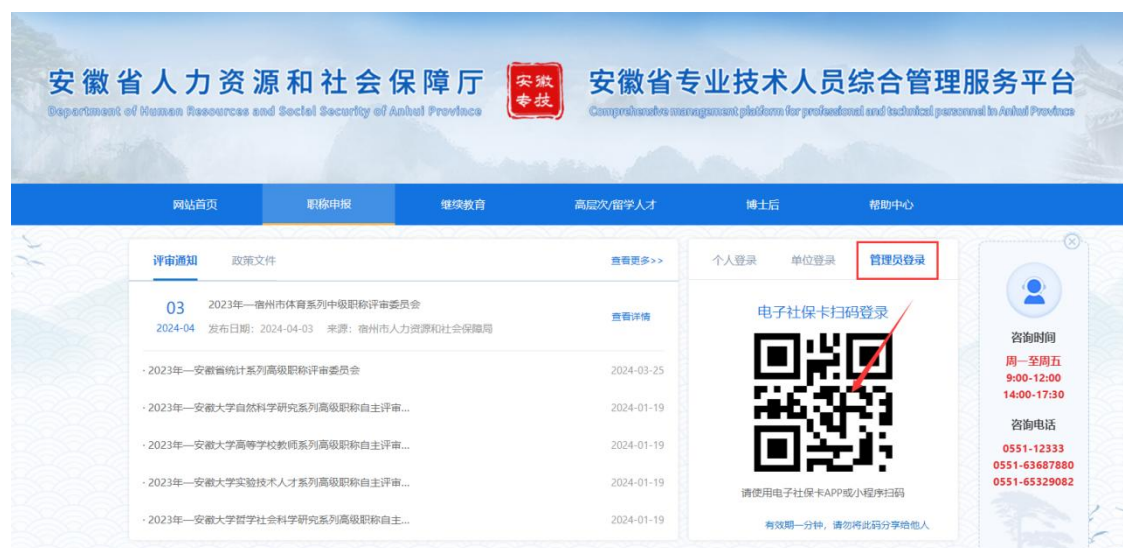 安徽省人力资源和社会保障厅
Department of Human Resources and Social Security of Anhui Province
安徽
专技
安徽省专业技术人员综合管理服务平台
Comprehensive management platform for professional and technical personnel in Anhui Province
网站首页 职称申报 继续教育 高层次/留学人才 博士后 帮助中心
评审通知 政策文件 查看更多>>
03
2024-04
2023年—宿州市体育系列中级职称评审委员会
发布日期：2024-04-03 来源：宿州市人力资源和社会保障局
查看详情
·2023年—安徽省统计系列高级职称评审委员会 2024-03-25
·2023年—安徽大学自然科学研究系列高级职称自主评审... 2024-01-19
·2023年—安徽大学高等学校教师系列高级职称自主评审... 2024-01-19
·2023年—安徽大学实验技术人才系列高级职称自主评审... 2024-01-19
·2023年—安徽大学哲学社会科学研究系列高级职称自主... 2024-01-19
个人登录 单位登录 管理员登录
电子社保卡扫码登录
请使用电子社保卡APP或小程序扫码
有效期一分钟，请勿将此码分享给他人
咨询时间
周一至周五
9:00-12:00
14:00-17:30
咨询电话
0551-12333
0551-63687880
0551-65329082